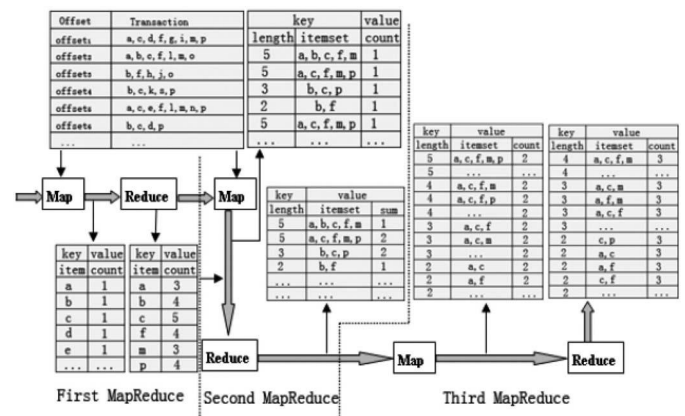 Offset Transaction
offset1 a, c, d, f, g, i, m, p
offset2 a, b, c, f, l, m, o
offset3 b, f, h, j, o
offset4 b, c, k, s, p
offset5 a, c, e, f, l, m, n, p
offset6 b, c, d, p
... ...
key value
length itemset count
5 a, b, c, f, m 1
5 a, c, f, m, p 1
3 b, c, p 1
2 b, f 1
5 a, c, f, m, p 1
... ... ...
Map Reduce Map
key value
item count
a 1
b 1
c 1
d 1
e 1
... ...
key value
item count
a 3
b 4
c 5
f 4
m 3
p 4
key value
length itemset sum
5 a, b, c, f, m 1
5 a, c, f, m, p 2
3 b, c, p 2
2 b, f 1
... ... ...
... ... ...
key value
length itemset count
5 a, c, f, m, p 2
5 ... ...
4 a, c, f, m 2
4 a, c, f, p 2
4 ... 2
3 a, c, f 2
3 a, c, m 2
3 ... 2
2 a, c 2
2 a, f 2
2 ... ...
key value
length itemset count
4 a, c, f, m 3
4 ... ...
3 a, c, m 3
3 a, f, m 3
3 a, c, f 3
3 ... ...
2 c, p 3
2 a, c 3
2 a, f 3
2 c, f 3
2 ... ...
Reduce Map Reduce
First MapReduce Second MapReduce Third MapReduce